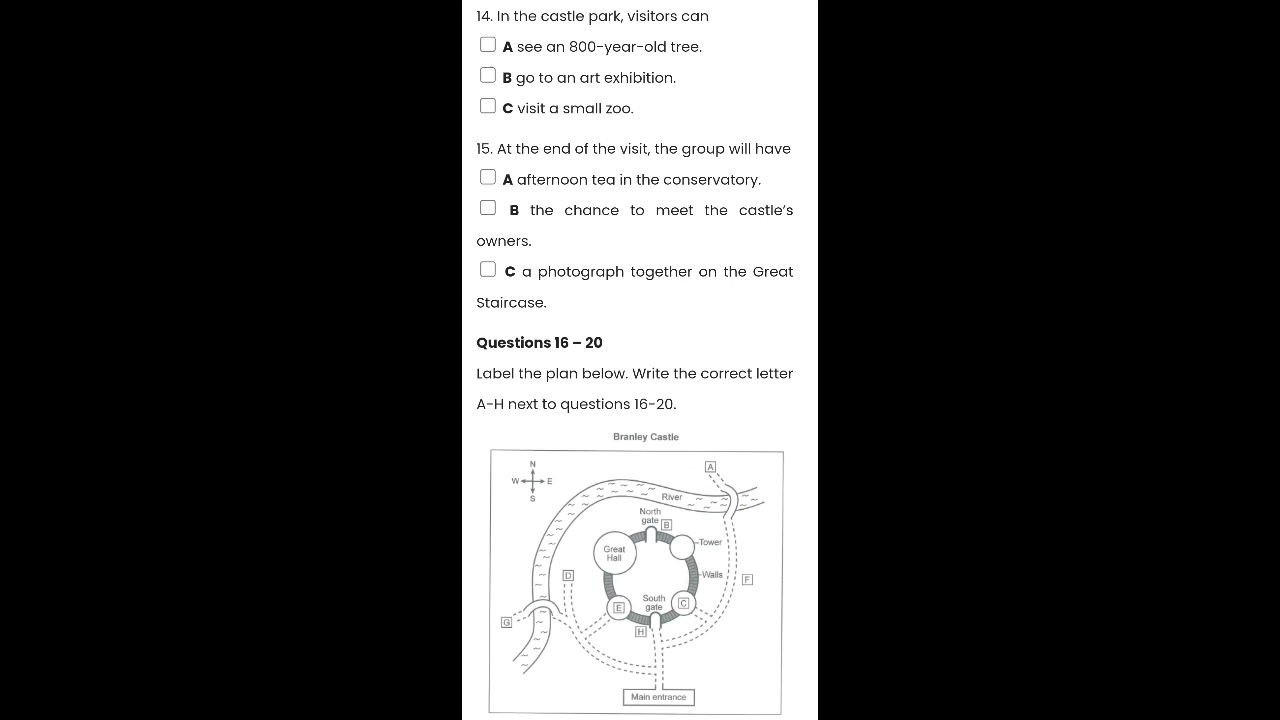 14. In the castle park, visitors can
A see an 800-year-old tree.
B go to an art exhibition.
C visit a small zoo.
15. At the end of the visit, the group will have
A afternoon tea in the conservatory.
B the chance to meet the castle's
owners.
C a photograph together on the Great
Staircase.
Questions 16 – 20
Label the plan below. Write the correct letter
A-H next to questions 16-20.
Branley Castle
N
W E
S
A
River
North
gate
B
Tower
Great
Hall
Walls
D
F
South
gate
C
E
G
H
Main entrance